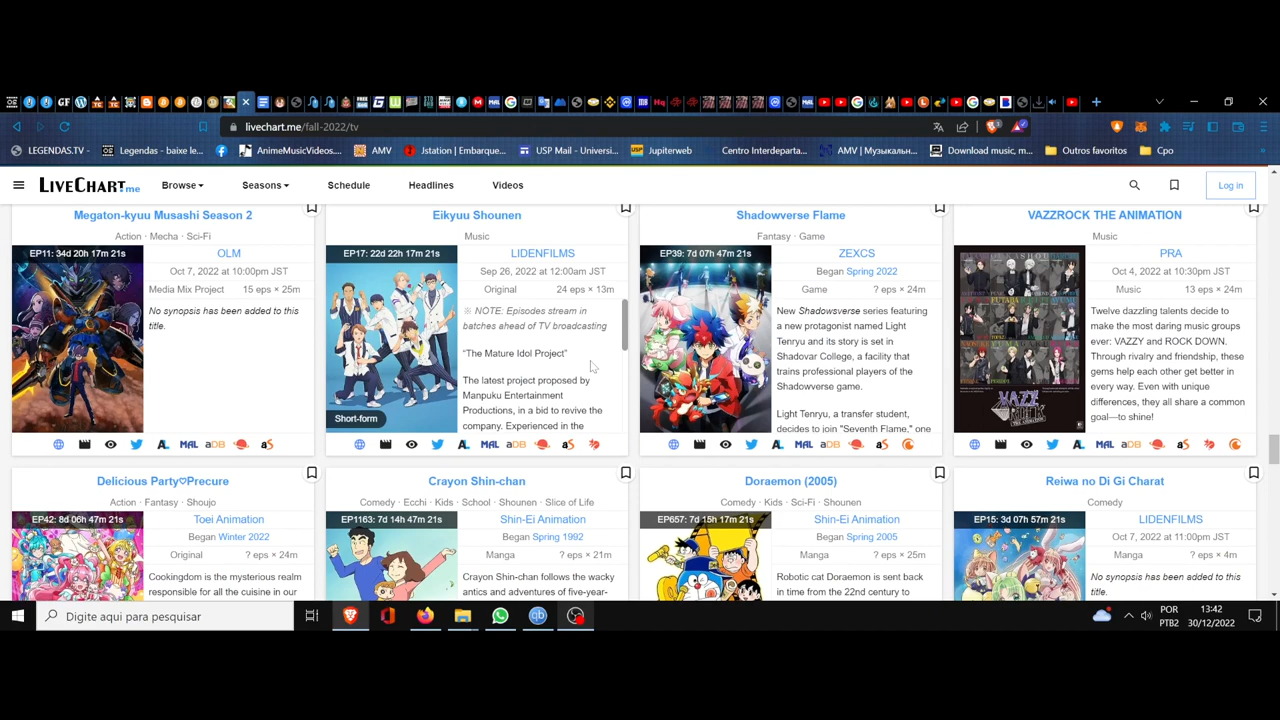 livechart.me/fall-2022/tv
LEGENDAS.TV -
Legendas - baixe le...
AnimeMusicVideos....
AMV
Jstation | Embarque...
USP Mail - Universi...
Jupiterweb
Centro Interdeparta...
AMV | Музыкальн...
Download music, m...
Outros favoritos
Cpo
LIVECHART.me
Browse
Seasons
Schedule
Headlines
Videos
Log in
Megaton-kyuu Musashi Season 2
Action · Mecha · Sci-Fi
EP11: 34d 20h 17m 21s
OLM
Oct 7, 2022 at 10:00pm JST
Media Mix Project 15 eps × 25m
No synopsis has been added to this
title.
Eikyuu Shounen
Music
EP17: 22d 22h 17m 21s
LIDENFILMS
Sep 26, 2022 at 12:00am JST
Original 24 eps × 13m
※ NOTE: Episodes stream in
batches ahead of TV broadcasting
“The Mature Idol Project”
The latest project proposed by
Manpuku Entertainment
Productions, in a bid to revive the
company. Experienced in the
Short-form
Shadowverse Flame
Fantasy · Game
EP39: 7d 07h 47m 21s
ZEXCS
Began Spring 2022
Game ? eps × 24m
New Shadowverse series featuring
a new protagonist named Light
Tenryu and its story is set in
Shadovar College, a facility that
trains professional players of the
Shadowverse game.
Light Tenryu, a transfer student,
decides to join "Seventh Flame," one
VAZZROCK THE ANIMATION
Music
PRA
Oct 4, 2022 at 10:30pm JST
Music 13 eps × 24m
Twelve dazzling talents decide to
make the most daring music groups
ever: VAZZY and ROCK DOWN.
Through rivalry and friendship, these
gems help each other get better in
every way. Even with unique
differences, they all share a common
goal—to shine!
MAL
aDB
aS
MAL
aDB
aS
MAL
aDB
aS
MAL
aDB
aS
Delicious Party♡Precure
Action · Fantasy · Shoujo
EP42: 8d 06h 47m 21s
Toei Animation
Began Winter 2022
Original ? eps × 24m
Cookingdom is the mysterious realm
responsible for all the cuisine in our
Crayon Shin-chan
Comedy · Ecchi · Kids · School · Shounen · Slice of Life
EP1163: 7d 14h 47m 21s
Shin-Ei Animation
Began Spring 1992
Manga ? eps × 21m
Crayon Shin-chan follows the wacky
antics and adventures of five-year-
Doraemon (2005)
Comedy · Kids · Sci-Fi · Shounen
EP657: 7d 15h 17m 21s
Shin-Ei Animation
Began Spring 2005
Manga ? eps × 25m
Robotic cat Doraemon is sent back
in time from the 22nd century to
Reiwa no Di Gi Charat
Comedy
EP15: 3d 07h 57m 21s
LIDENFILMS
Oct 7, 2022 at 11:00pm JST
Manga ? eps × 4m
No synopsis has been added to this
title.
Digite aqui para pesquisar
POR
PTB2
13:42
30/12/2022